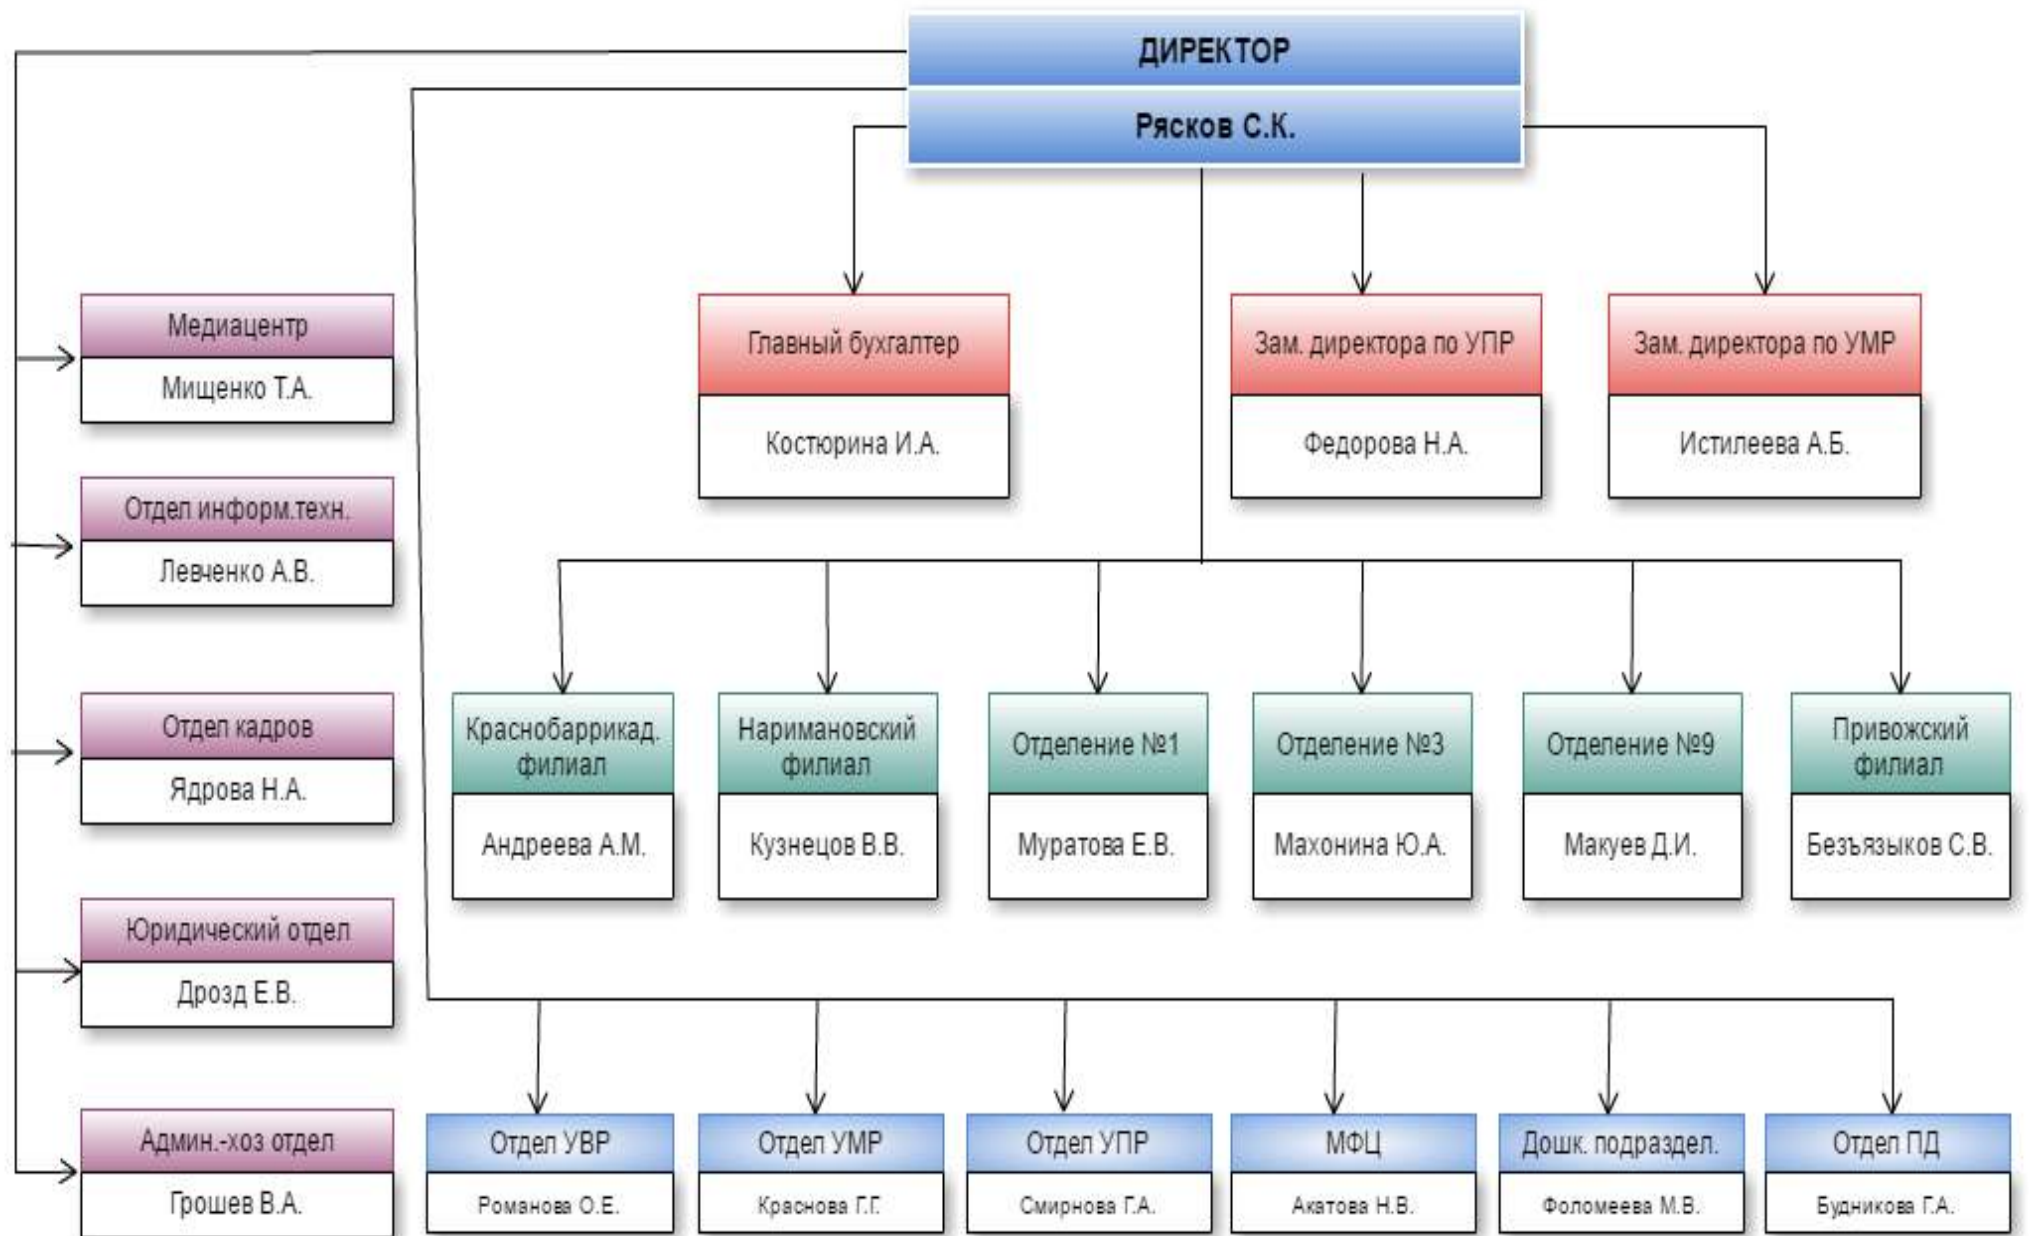 ДИРЕКТОР
Рясков С.К.
Медиацентр
Мищенко Т.А.
Отдел информ.техн.
Левченко А.В.
Отдел кадров
Ядрова Н.А.
Юридический отдел
Дрозд Е.В.
Админ.-хоз отдел
Грошев В.А.
Главный бухгалтер
Костюрина И.А.
Зам. директора по УПР
Федорова Н.А.
Зам. директора по УМР
Истилеева А.Б.
Краснобаррикад.
филиал
Андреева А.М.
Наримановский
филиал
Кузнецов В.В.
Отделение №1
Муратова Е.В.
Отделение №3
Махонина Ю.А.
Отделение №9
Макуев Д.И.
Привожский
филиал
Безъязыков С.В.
Отдел УВР
Романова О.Е.
Отдел УМР
Краснова Г.Г.
Отдел УПР
Смирнова Г.А.
МФЦ
Акатова Н.В.
Дошк. подраздел.
Фоломеева М.В.
Отдел ПД
Будникова Г.А.